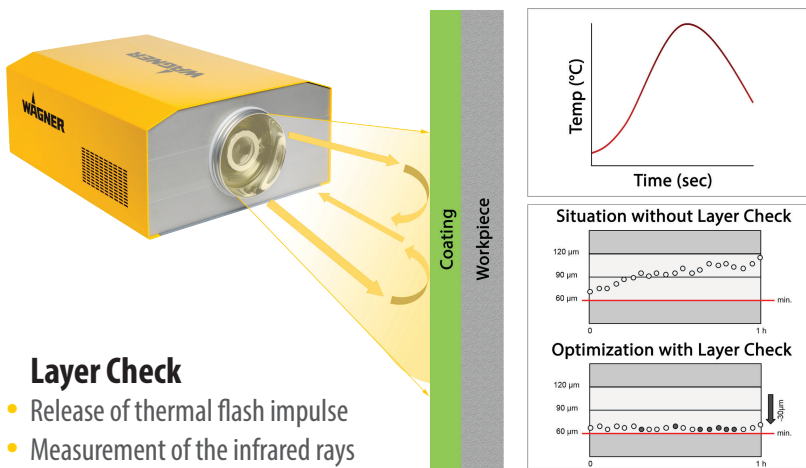 WAGNER
WAGNER
Coating
Workpiece
Layer Check
• Release of thermal flash impulse
• Measurement of the infrared rays
Temp (°C)
Time (sec)
Situation without Layer Check
120 µm
90 µm
60 µm
min.
0
1 h
Optimization with Layer Check
120 µm
90 µm
60 µm
-30µm
min.
0
1 h